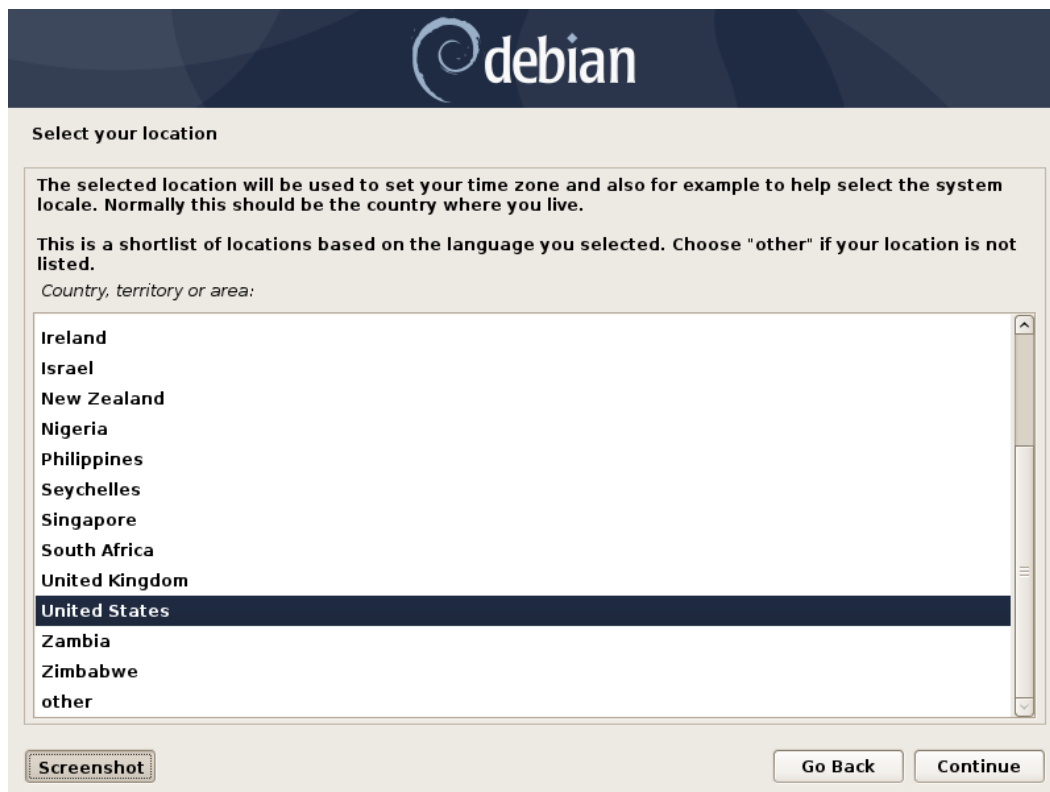 debian
Select your location
The selected location will be used to set your time zone and also for example to help select the system
locale. Normally this should be the country where you live.
This is a shortlist of locations based on the language you selected. Choose "other" if your location is not
listed.
Country, territory or area:
Ireland
Israel
New Zealand
Nigeria
Philippines
Seychelles
Singapore
South Africa
United Kingdom
United States
Zambia
Zimbabwe
other
Screenshot
Go Back
Continue